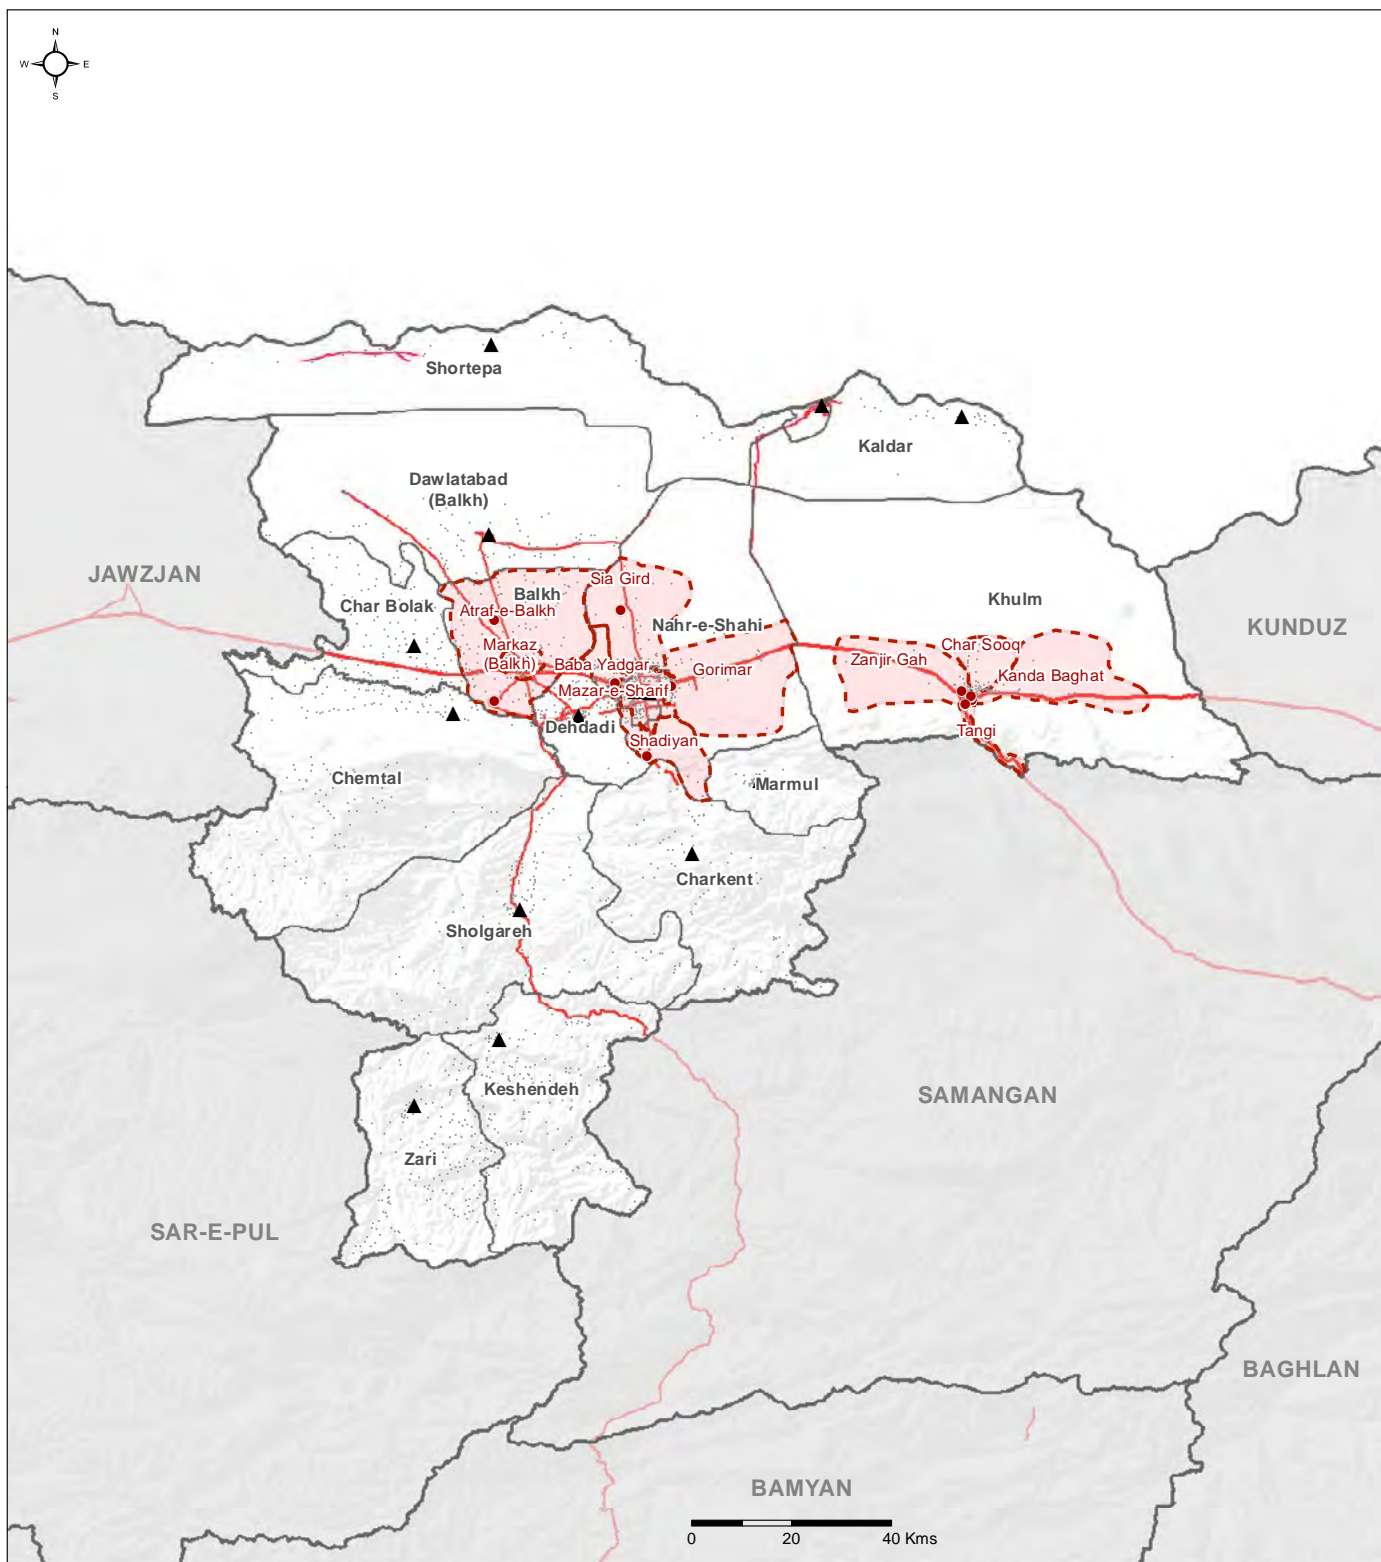 N
W E
S
Shortepa
Kaldar
Dawlatabad
(Balkh)
JAWZJAN
Sia Gird
Balkh
Char Bolak
Atraf-e-Balkh
Khulm
Nahr-e-Shahi
KUNDUZ
Markaz
(Balkh)
Char Sooq
Zanjir Gah
Baba Yadgar
Gorimar
Kanda Baghat
Mazar-e-Sharif
Dehdadi
Shadiyan
Tangi
Chemtal
Marmul
Charkent
Sholgareh
Keshendeh
SAMANGAN
Zari
SAR-E-PUL
BAGHLAN
BAMYAN
0 20 40 Kms